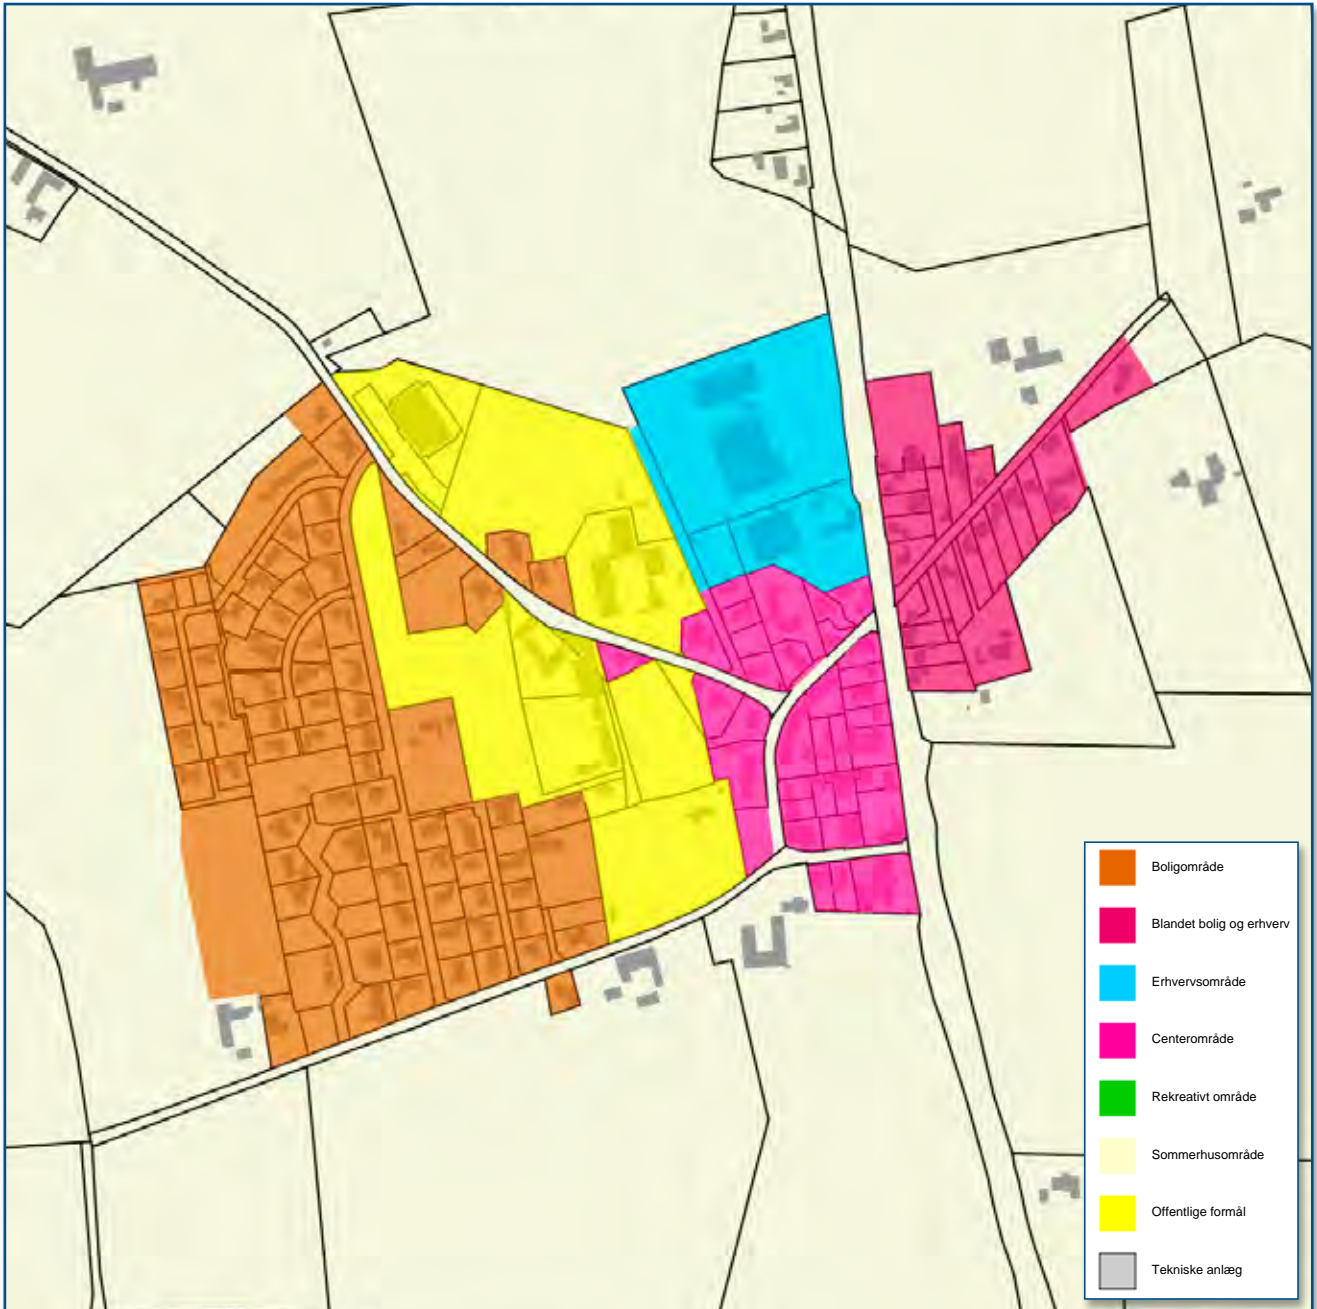 Boligområde
Blandet bolig og erhverv
Erhvervsområde
Centerområde
Rekreativt område
Sommerhusområde
Offentlige formål
Tekniske anlæg